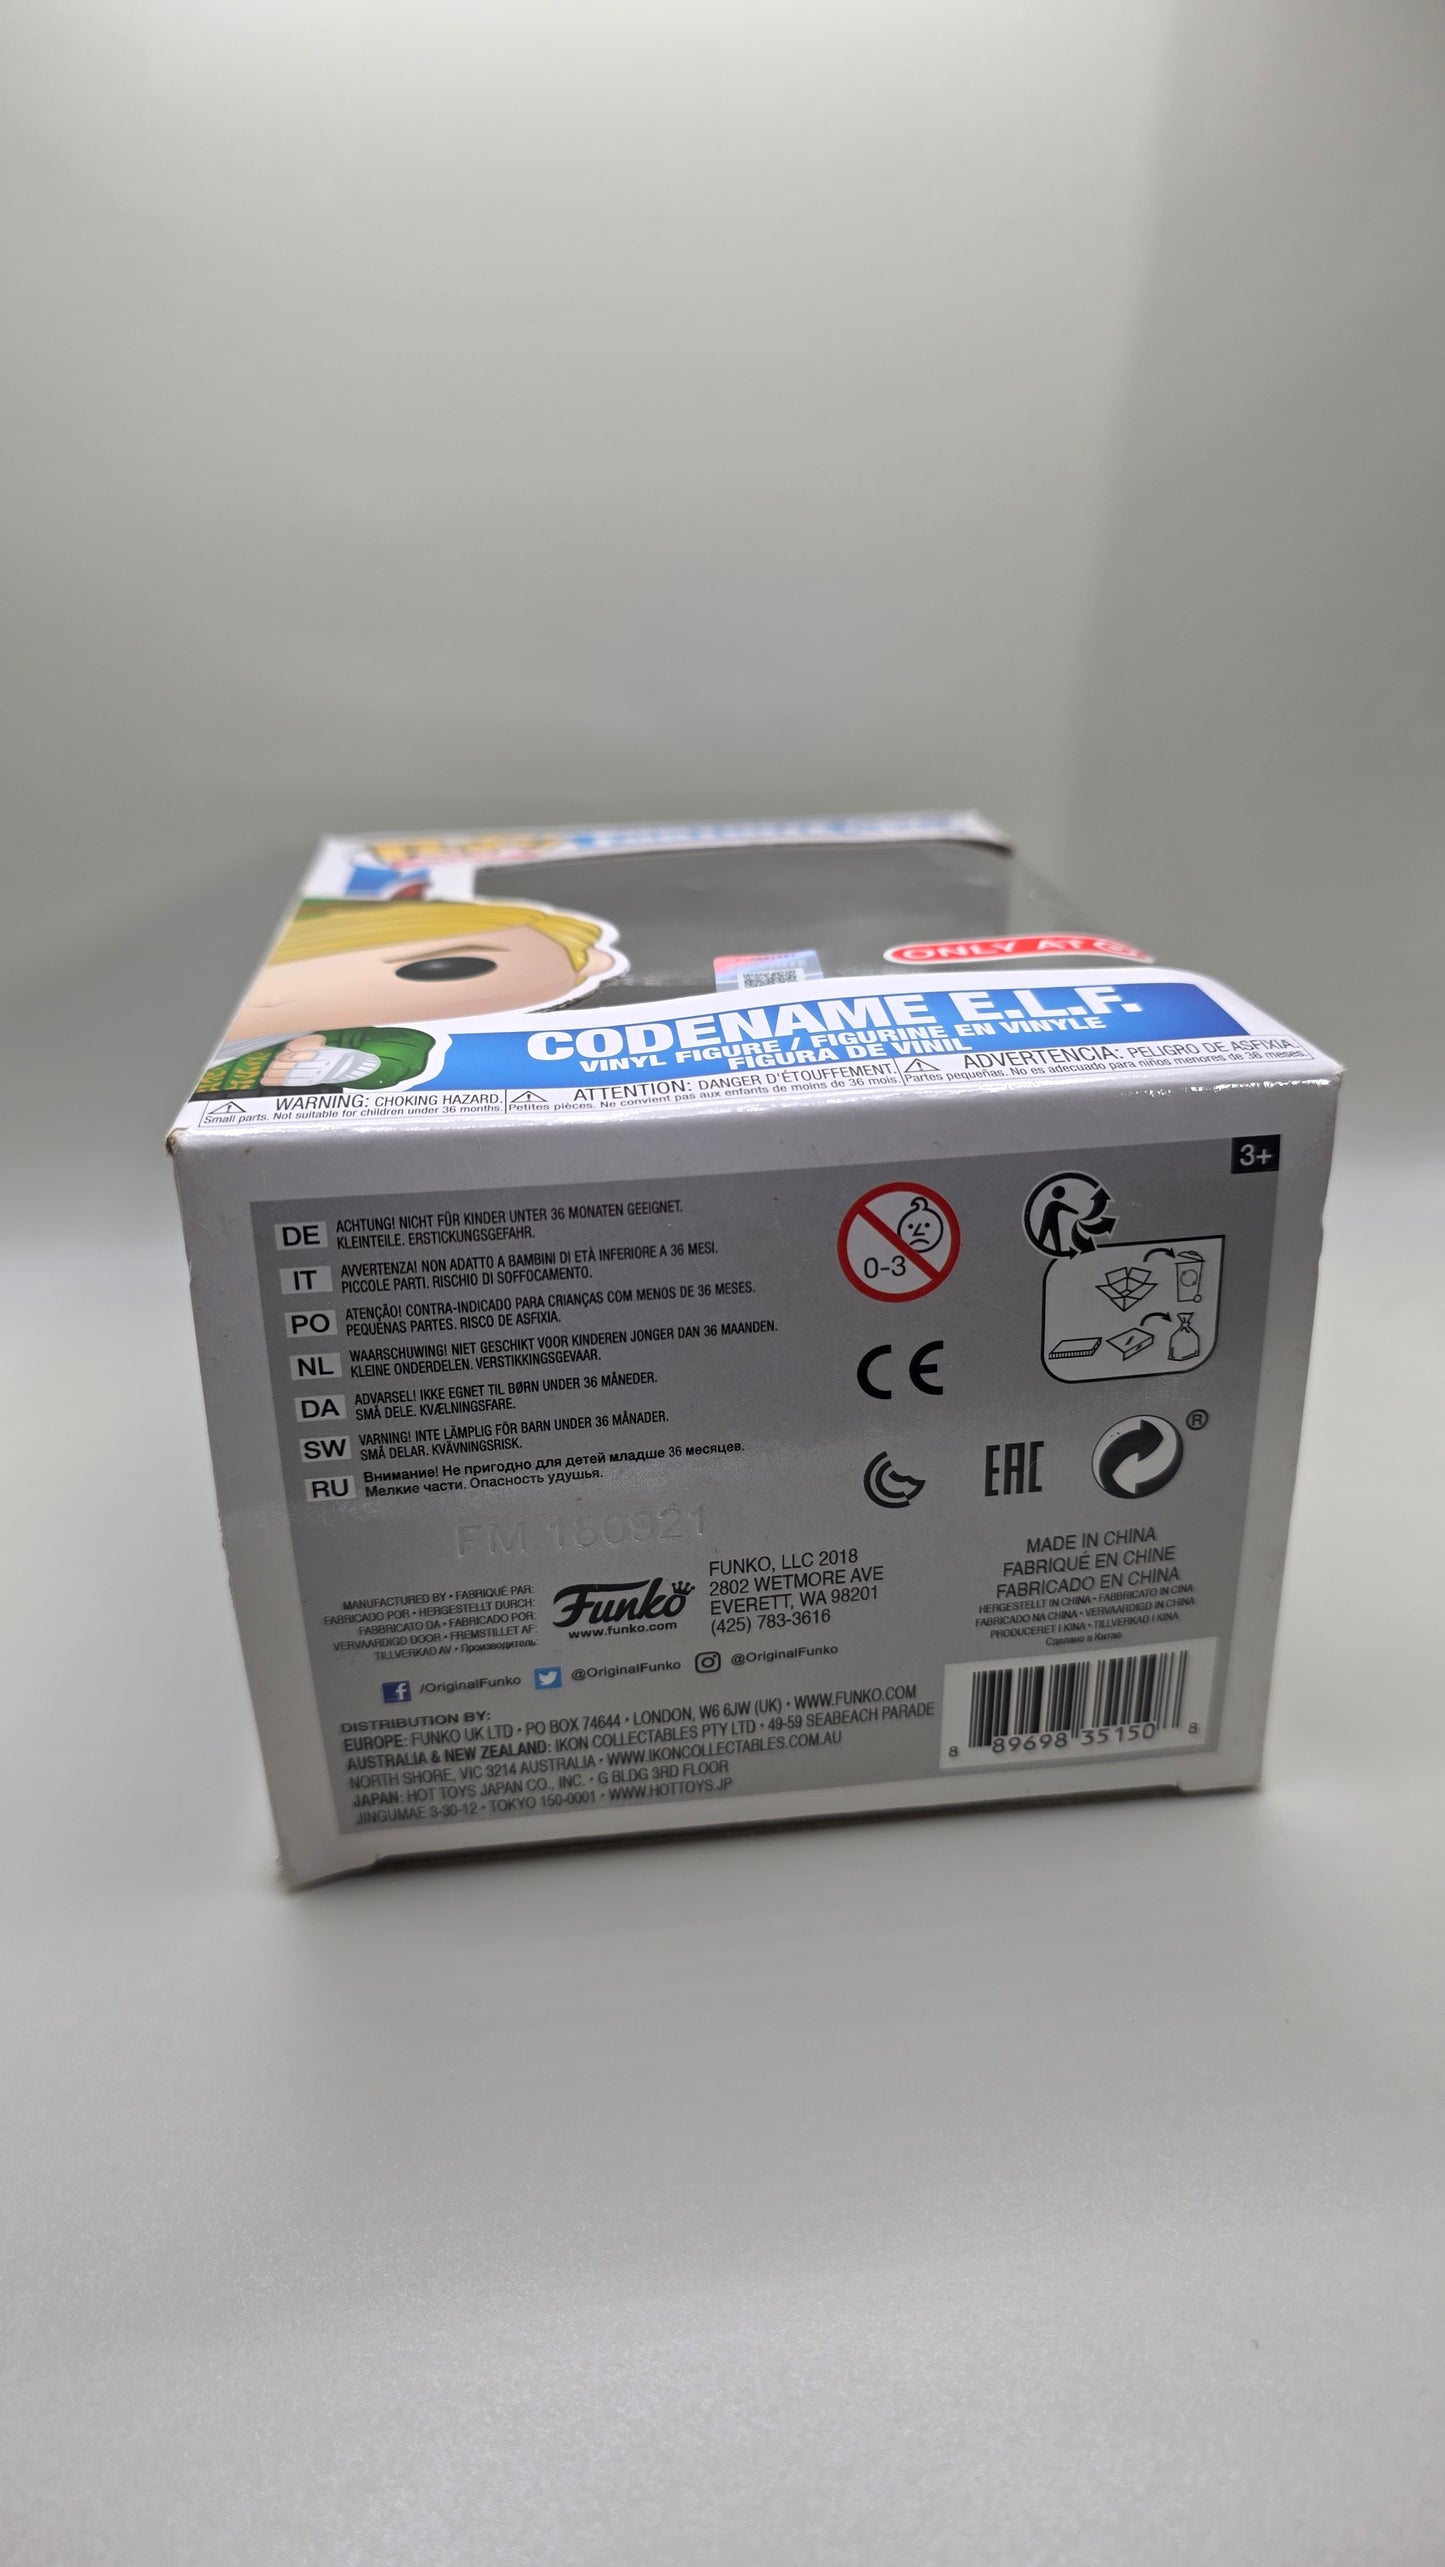 ONLY AT
CODENAME E.L.F.
VINYL FIGURE / FIGURINE EN VINYLE
FIGURA DE VINIL
WARNING: CHOKING HAZARD.
Small parts. Not suitable for children under 36 months.
ATTENTION: DANGER D'ÉTOUFFEMENT.
Petites pièces. Ne convient pas aux enfants de moins de 36 mois.
ADVERTENCIA: PELIGRO DE ASFIXIA.
Partes pequeñas. No es adecuado para niños menores de 36 meses.
3+
DE ACHTUNG! NICHT FÜR KINDER UNTER 36 MONATEN GEEIGNET.
KLEINTEILE. ERSTICKUNGSGEFAHR.
IT AVVERTENZA! NON ADATTO A BAMBINI DI ETÀ INFERIORE A 36 MESI.
PICCOLE PARTI. RISCHIO DI SOFFOCAMENTO.
PO ATENÇÃO! CONTRA-INDICADO PARA CRIANÇAS COM MENOS DE 36 MESES.
PEQUENAS PARTES. RISCO DE ASFIXIA.
NL WAARSCHUWING! NIET GESCHIKT VOOR KINDEREN JONGER DAN 36 MAANDEN.
KLEINE ONDERDELEN. VERSTIKKINGSGEVAAR.
DA ADVARSEL! IKKE EGNET TIL BØRN UNDER 36 MÅNEDER.
SMÅ DELE. KVÆLNINGSFARE.
SW VARNING! INTE LÄMPLIG FÖR BARN UNDER 36 MÅNADER.
SMÅ DELAR. KVÄVNINGSRISK.
RU Внимание! Не пригодно для детей младше 36 месяцев.
Мелкие части. Опасность удушья.
0-3
CE
EAC
®
FM 180921
MANUFACTURED BY • FABRIQUÉ PAR:
FABRICADO POR • HERGESTELLT DURCH:
FABBRICATO DA • FABRICADO POR:
VERVAARDIGD DOOR • FREMSTILLET AF:
TILLVERKAD AV • Производитель:
Funko
www.funko.com
FUNKO, LLC 2018
2802 WETMORE AVE
EVERETT, WA 98201
(425) 783-3616
MADE IN CHINA
FABRIQUÉ EN CHINE
FABRICADO EN CHINA
HERGESTELLT IN CHINA • FABBRICATO IN CINA
FABRICADO NA CHINA • VERVAARDIGD IN CHINA
PRODUCERET I KINA • TILLVERKAD I KINA
Сделано в Китае
/OriginalFunko @OriginalFunko @OriginalFunko
DISTRIBUTION BY:
EUROPE: FUNKO UK LTD • PO BOX 74644 • LONDON, W6 6JW (UK) • WWW.FUNKO.COM
AUSTRALIA & NEW ZEALAND: IKON COLLECTABLES PTY LTD • 49-59 SEABEACH PARADE
NORTH SHORE, VIC 3214 AUSTRALIA • WWW.IKONCOLLECTABLES.COM.AU
JAPAN: HOT TOYS JAPAN CO., INC. • G BLDG 3RD FLOOR
JINGUMAE 3-30-12 • TOKYO 150-0001 • WWW.HOTTOYS.JP
8 89698 35150 8